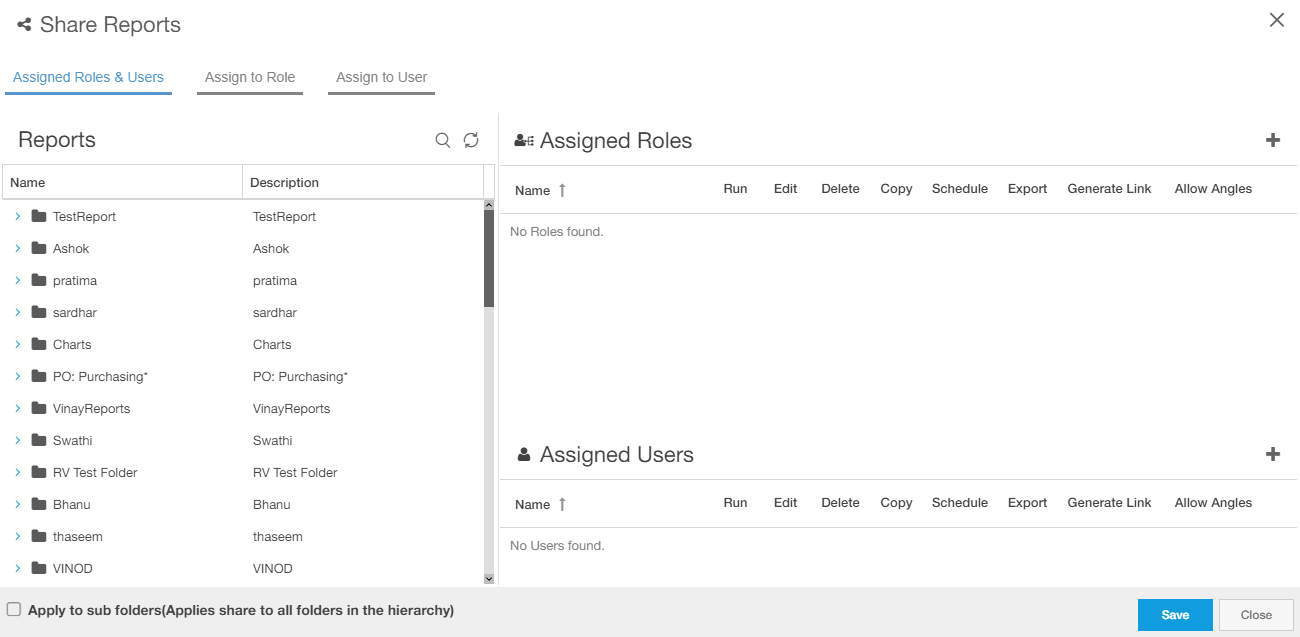 Share Reports
Assigned Roles & Users Assign to Role Assign to User
Reports
Name Description
TestReport TestReport
Ashok Ashok
pratima pratima
sardhar sardhar
Charts Charts
PO: Purchasing* PO: Purchasing*
VinayReports VinayReports
Swathi Swathi
RV Test Folder RV Test Folder
Bhanu Bhanu
thaseem thaseem
VINOD VINOD
Assigned Roles
Name Run Edit Delete Copy Schedule Export Generate Link Allow Angles
No Roles found.
Assigned Users
Name Run Edit Delete Copy Schedule Export Generate Link Allow Angles
No Users found.
Apply to sub folders(Applies share to all folders in the hierarchy)
Save Close